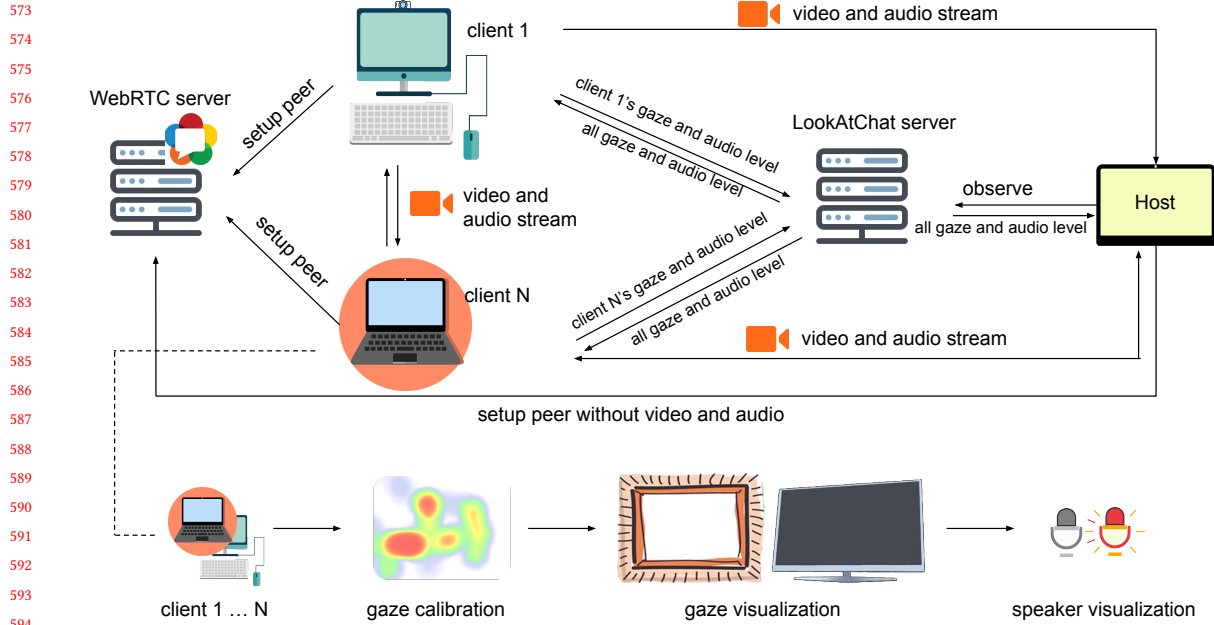 573
574
575
576
577
578
579
580
581
582
583
584
585
586
587
588
589
590
591
592
593
594
video and audio stream
client 1
WebRTC server
setup peer
client 1's gaze and audio level
all gaze and audio level
LookAtChat server
observe
Host
all gaze and audio level
video and
audio stream
setup peer
client N
client N's gaze and audio level
all gaze and audio level
video and audio stream
setup peer without video and audio
client 1 ... N
gaze calibration
gaze visualization
speaker visualization